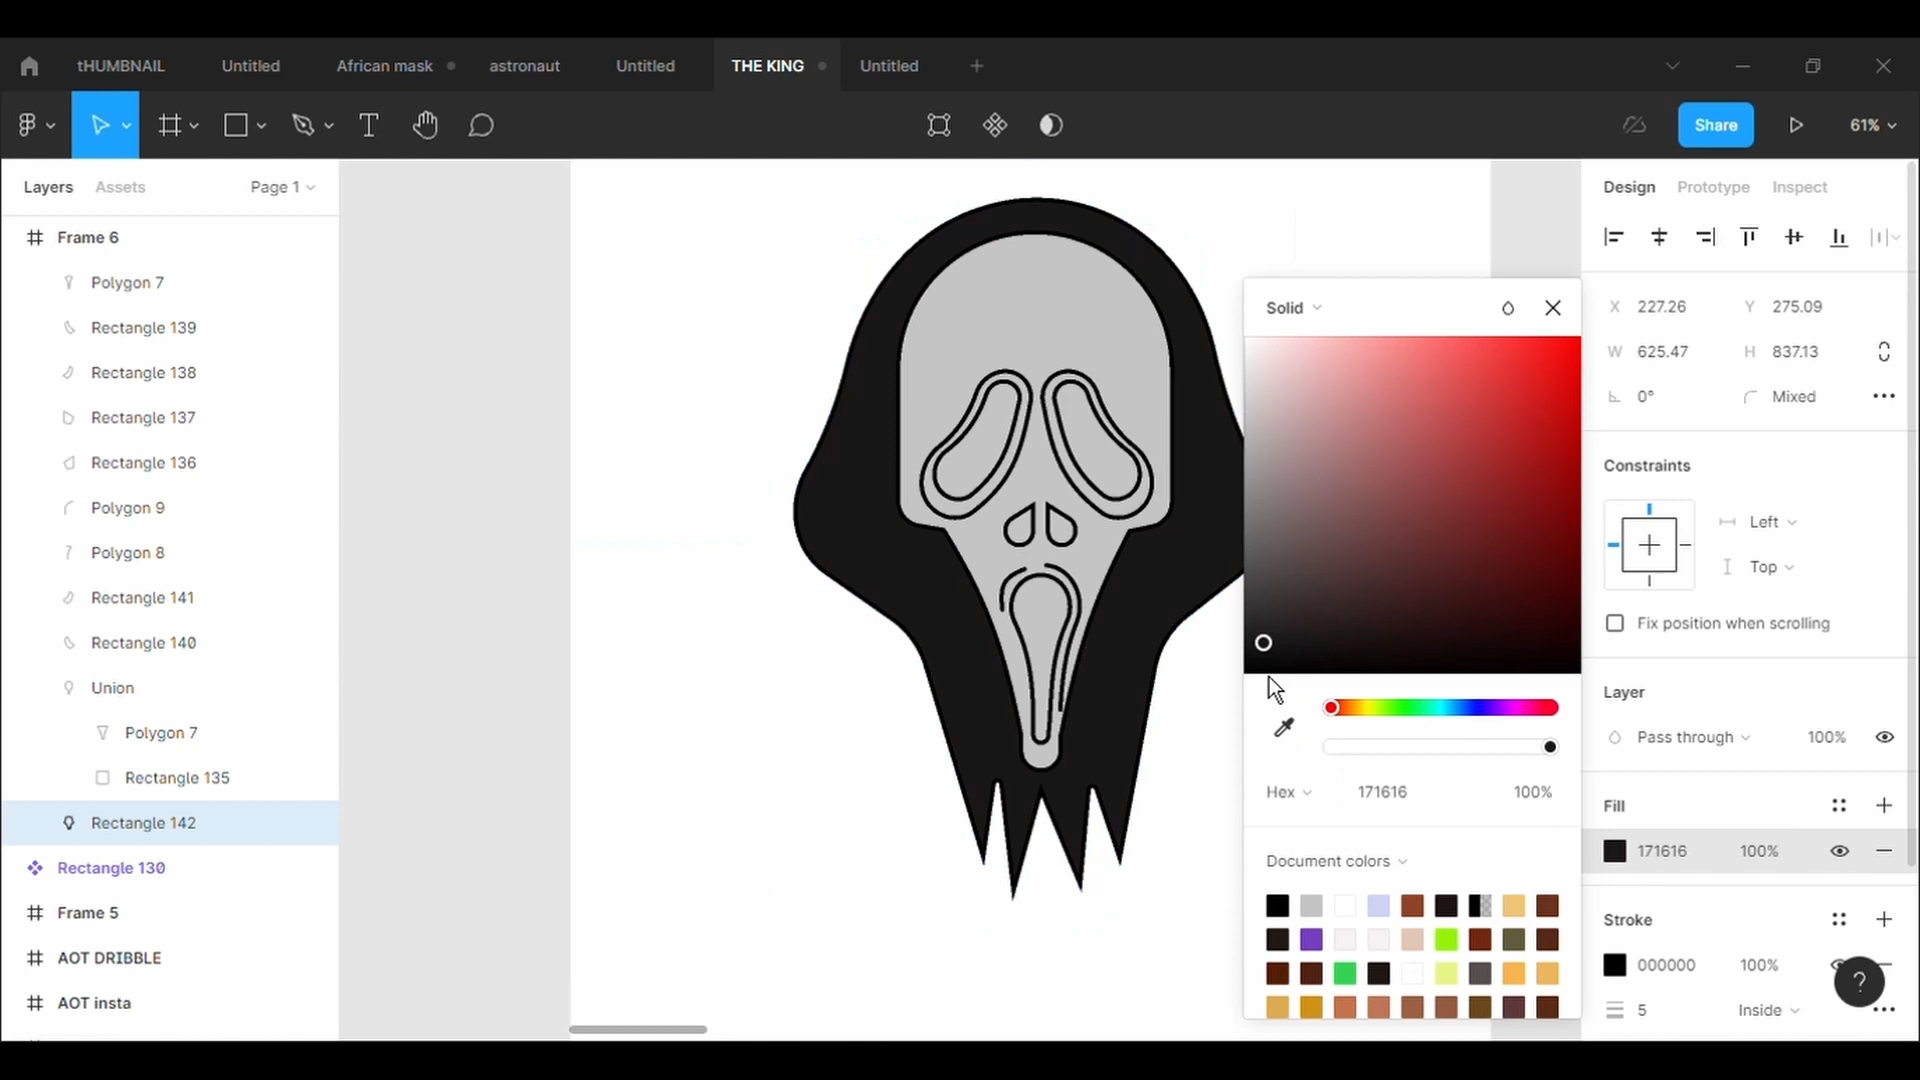 tHUMBNAIL Untitled African mask astronaut Untitled THE KING Untitled
Share 61%
Layers Assets Page 1
Frame 6
Polygon 7
Rectangle 139
Rectangle 138
Rectangle 137
Rectangle 136
Polygon 9
Polygon 8
Rectangle 141
Rectangle 140
Union
Polygon 7
Rectangle 135
Rectangle 142
Rectangle 130
Frame 5
AOT DRIBBLE
AOT insta
Solid
Hex 171616 100%
Document colors
Design Prototype Inspect
X 227.26 Y 275.09
W 625.47 H 837.13
0° Mixed
Constraints
Left
Top
Fix position when scrolling
Layer
Pass through 100%
Fill
171616 100%
Stroke
000000 100%
?
5 Inside